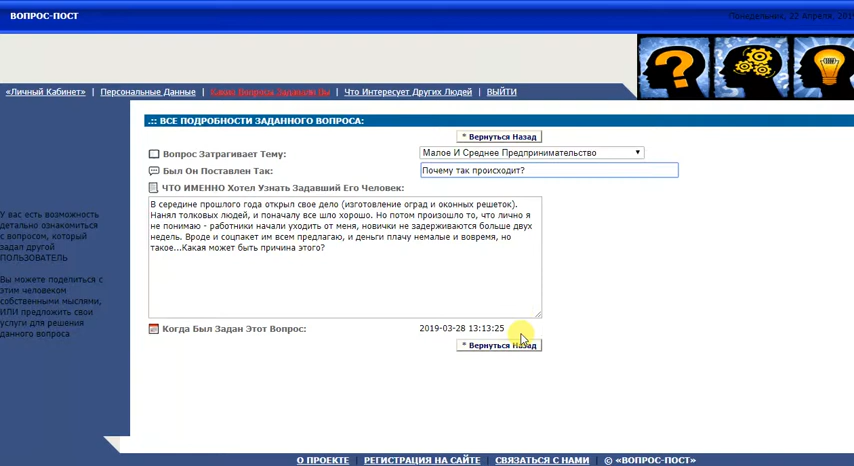 ВОПРОС-ПОСТ
Понедельник, 22 Апреля, 201
«Личный Кабинет» | Персональные Данные | Какие Вопросы Задавали Вы | Что Интересует Других Людей | ВЫЙТИ
.:: ВСЕ ПОДРОБНОСТИ ЗАДАННОГО ВОПРОСА:
* Вернуться Назад
Вопрос Затрагивает Тему:
Малое И Среднее Предпринимательство
Был Он Поставлен Так:
Почему так происходит?
ЧТО ИМЕННО Хотел Узнать Задавший Его Человек:
В середине прошлого года открыл свое дело (изготовление оград и оконных решеток).
Нанял толковых людей, и поначалу все шло хорошо. Но потом произошло то, что лично я
не понимаю - работники начали уходить от меня, новички не задерживаются больше двух
недель. Вроде и соцпакет им всем предлагаю, и деньги плачу немалые и вовремя, но
такое...Какая может быть причина этого?
Когда Был Задан Этот Вопрос:
2019-03-28 13:13:25
* Вернуться Назад
У вас есть возможность
детально ознакомиться
с вопросом, который
задал другой
ПОЛЬЗОВАТЕЛЬ
Вы можете поделиться с
этим человеком
собственными мыслями,
ИЛИ предложить свои
услуги для решения
данного вопроса
О ПРОЕКТЕ | РЕГИСТРАЦИЯ НА САЙТЕ | СВЯЗАТЬСЯ С НАМИ | © «ВОПРОС-ПОСТ»